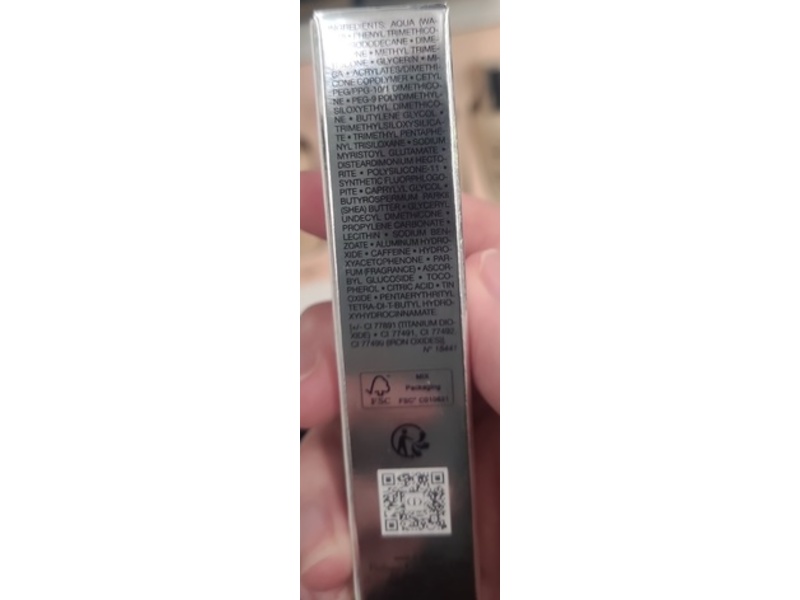 INGREDIENTS: AQUA (WA-
• PHENYL TRIMETHICO-
DODECANE • DIME-
NE • METHYL TRIME-
CONE • GLYCERIN • MI-
CA • ACRYLATES/DIMETHI-
CONE COPOLYMER • CETYL
PEG/PPG-10/1 DIMETHICO-
NE • PEG-9 POLYDIMETHYL-
SILOXYETHYL DIMETHICO-
NE • BUTYLENE GLYCOL •
TRIMETHYLSILOXYSILICA-
TE • TRIMETHYL PENTAPHE-
NYL TRISILOXANE • SODIUM
MYRISTOYL GLUTAMATE •
DISTEARDIMONIUM HECTO-
RITE • POLYSILICONE-11 •
SYNTHETIC FLUORPHLOGO-
PITE • CAPRYLYL GLYCOL •
BUTYROSPERMUM PARKII
(SHEA) BUTTER • GLYCERYL
UNDECYL DIMETHICONE •
PROPYLENE CARBONATE •
LECITHIN • SODIUM BEN-
ZOATE • ALUMINUM HYDRO-
XIDE • CAFFEINE • HYDRO-
XYACETOPHENONE • PAR-
FUM (FRAGRANCE) • ASCOR-
BYL GLUCOSIDE • TOCO-
PHEROL • CITRIC ACID • TIN
OXIDE • PENTAERYTHRITYL
TETRA-DI-T-BUTYL HYDRO-
XYHYDROCINNAMATE
[+/- CI 77891 (TITANIUM DIO-
XIDE) • CI 77491, CI 77492,
CI 77499 (IRON OXIDES)]
N° 18441
MIX
Packaging
FSC